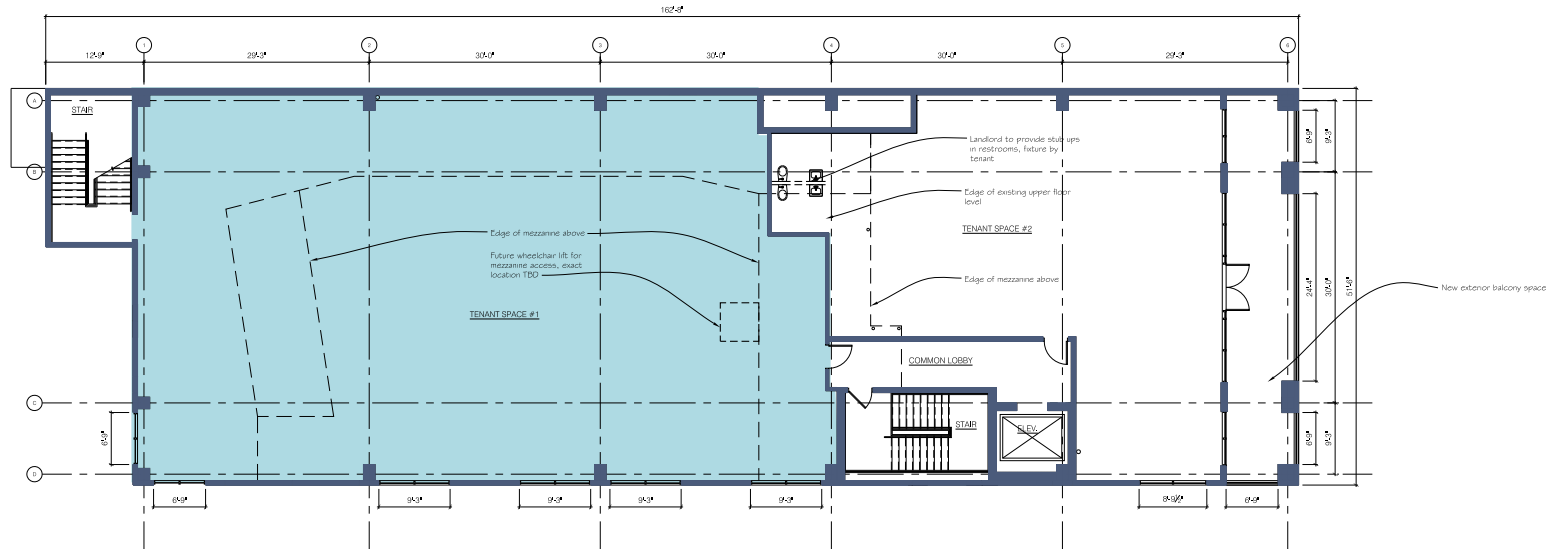 162'-8"
1
2
3
4
5
6
12'-9"
29'-3"
30'-0"
30'-0"
30'-0"
29'-3"
A
STAIR
Landlord to provide stub ups
in restrooms, fixture by
tenant
6'-9"
9'-3"
B
Edge of existing upper floor
level
Edge of mezzanine above
TENANT SPACE #2
Future wheelchair lift for
mezzanine access, exact
location TBD
Edge of mezzanine above
24'-4"
30'-0"
51'-6"
New exterior balcony space
TENANT SPACE #1
COMMON LOBBY
C
STAIR
ELEV.
6'-9"
6'-9"
9'-3"
D
6'-9"
9'-3"
9'-3"
9'-3"
9'-3"
8'-9½"
6'-9"